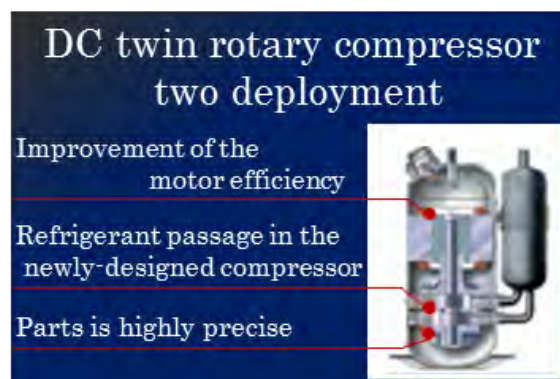 DC twin rotary compressor
two deployment
Improvement of the
motor efficiency
Refrigerant passage in the
newly-designed compressor
Parts is highly precise